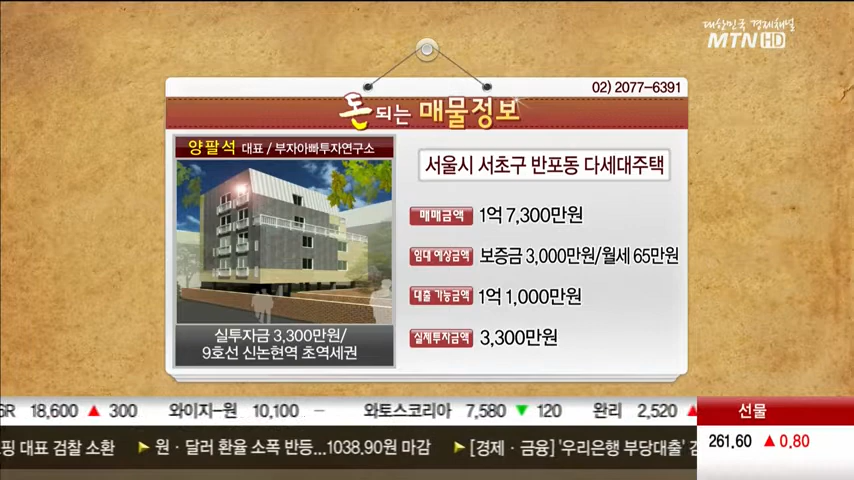 대한민국 경제채널
MTN HD
02) 2077-6391
돈되는 매물정보
양팔석 대표 / 부자아빠투자연구소
서울시 서초구 반포동 다세대주택
매매금액 1억 7,300만원
임대 예상금액 보증금 3,000만원/월세 65만원
대출 가능금액 1억 1,000만원
실제투자금액 3,300만원
실투자금 3,300만원/
9호선 신논현역 초역세권
6R 18,600 ▲ 300 와이지-원 10,100 – 와토스코리아 7,580 ▼ 120 완리 2,520 ▲
선물
261.60 ▲ 0.80
핑 대표 검찰 소환 ▶ 원·달러 환율 소폭 반등...1038.90원 마감 ▶ [경제·금융] '우리은행 부당대출'